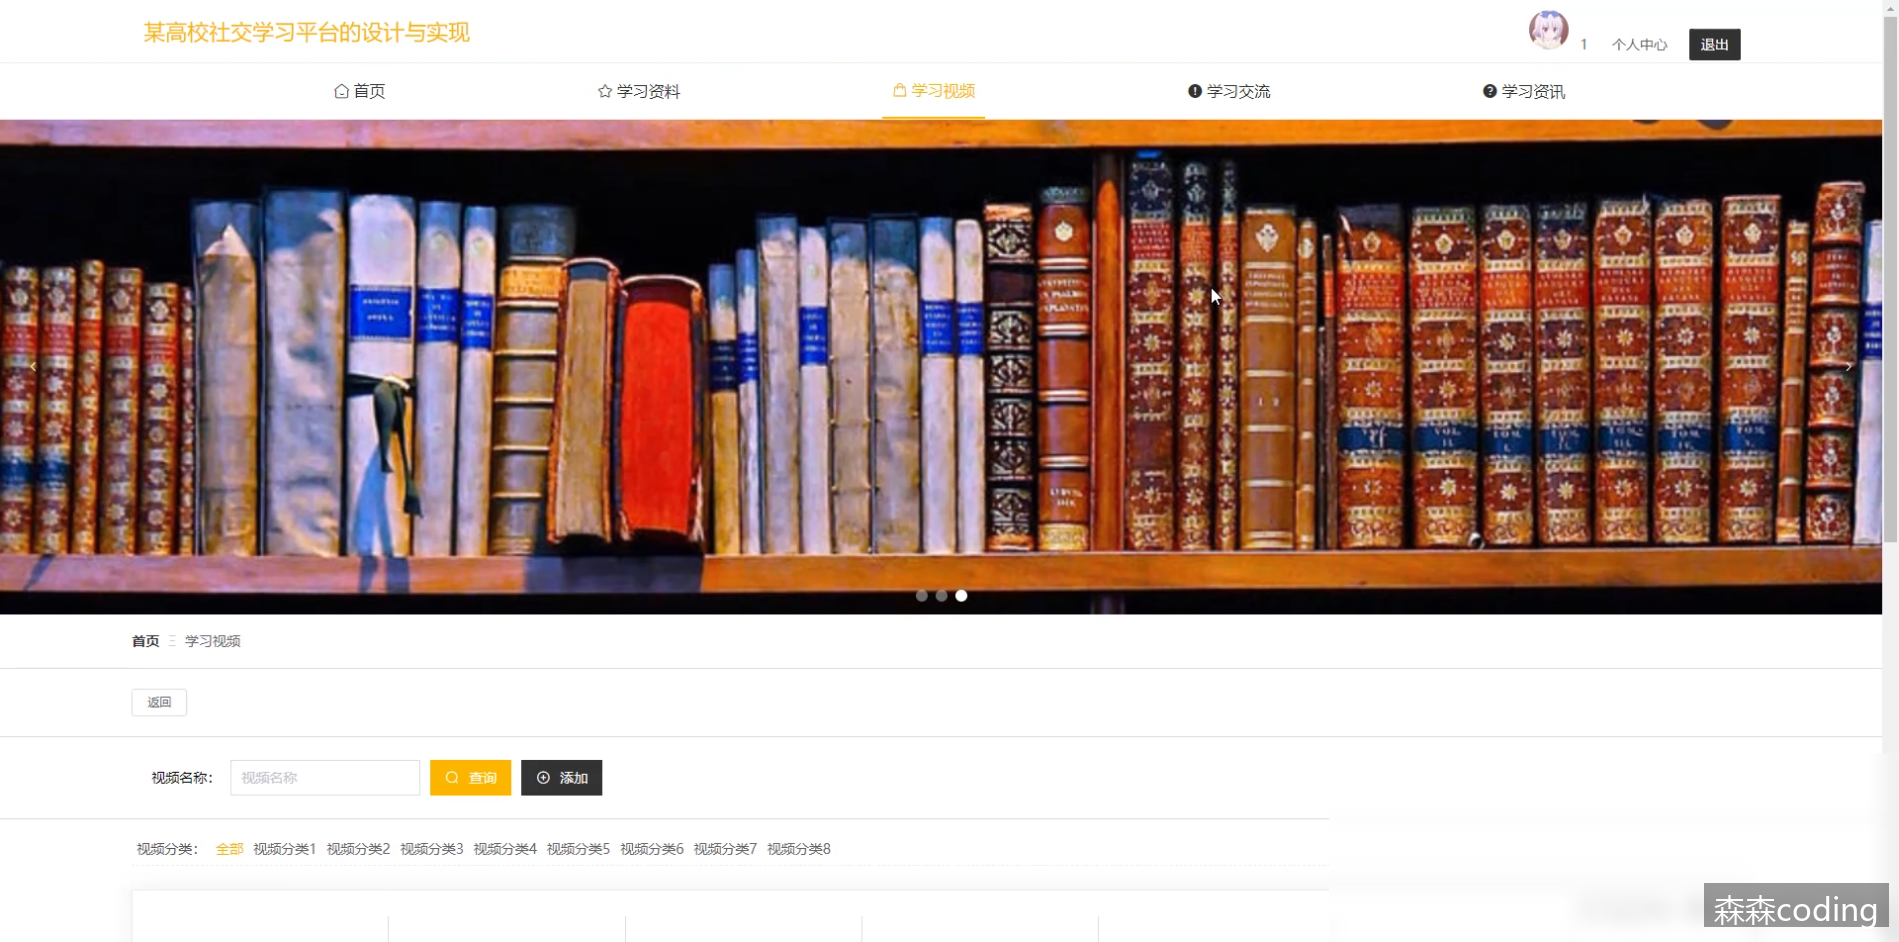 某高校社交学习平台的设计与实现
1 个人中心 退出
首页 学习资料 学习视频 学习交流 学习资讯
首页 学习视频
返回
视频名称： 视频名称 查询 添加
视频分类： 全部 视频分类1 视频分类2 视频分类3 视频分类4 视频分类5 视频分类6 视频分类7 视频分类8
森森coding